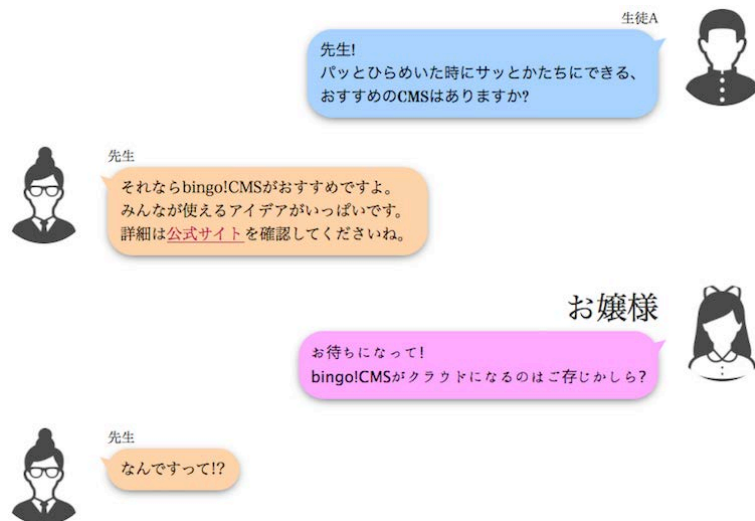 生徒A
先生!
パッとひらめいた時にサッとかたちにできる、
おすすめのCMSはありますか?
先生
それならbingo!CMSがおすすめですよ。
みんなが使えるアイデアがいっぱいです。
詳細は公式サイトを確認してくださいね。
お嬢様
お待ちになって!
bingo!CMSがクラウドになるのはご存じかしら?
先生
なんですって!?